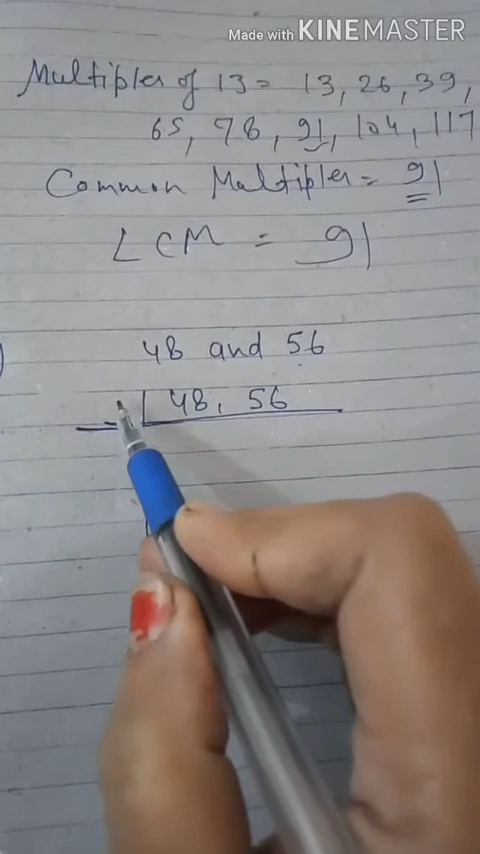 Made with KINEMASTER
Multiples of 13 = 13, 26, 39,
65, 78, 91, 104, 117
Common Multiples = 91
LCM = 91
) 48 and 56
48, 56